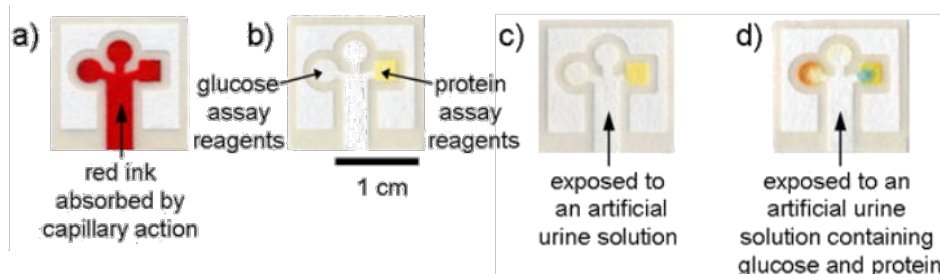 a)
red ink
absorbed by
capillary action
b)
glucose
assay
reagents
protein
assay
reagents
1 cm
c)
exposed to
an artificial
urine solution
d)
exposed to an
artificial urine
solution containing
glucose and protein